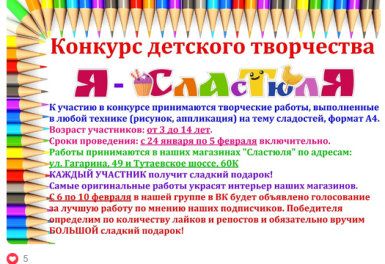 Конкурс детского творчества
Я - СластЮля
К участию в конкурсе принимаются творческие работы, выполненные
в любой технике (рисунок, аппликация) на тему сладостей, формат А4.
Возраст участников: от 3 до 14 лет.
Сроки проведения: с 24 января по 5 февраля включительно.
Работы принимаются в наших магазинах "Сластюля" по адресам:
ул. Гагарина, 49 и Тутаевское шоссе, 60К
КАЖДЫЙ УЧАСТНИК получит сладкий подарок!
Самые оригинальные работы украсят интерьер наших магазинов.
С 6 по 10 февраля в нашей группе в ВК будет объявлено голосование
за лучшую работу по мнению наших подписчиков. Победителя
определим по количеству лайков и репостов и обязательно вручим
БОЛЬШОЙ сладкий подарок!
5